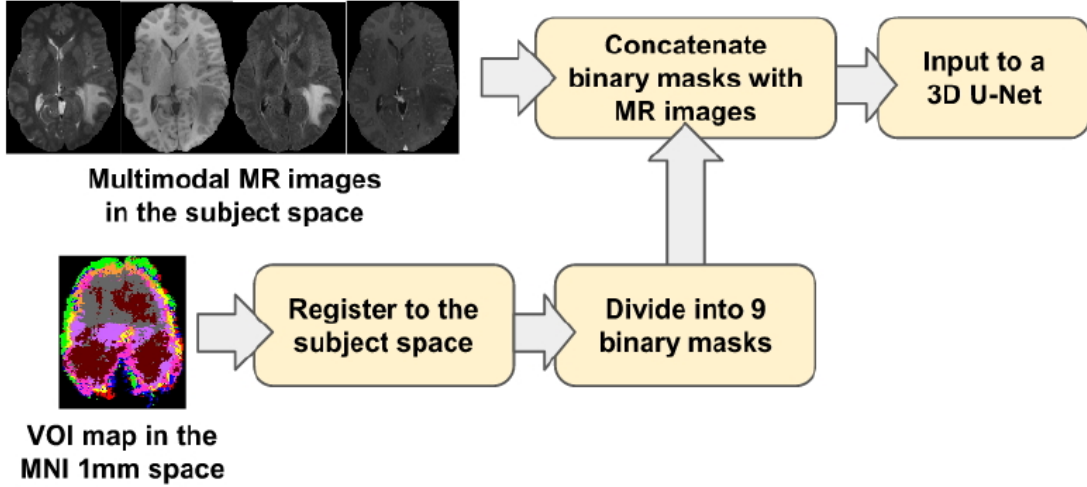 Concatenate
binary masks with
MR images
Input to a
3D U-Net
Multimodal MR images
in the subject space
Register to the
subject space
Divide into 9
binary masks
VOI map in the
MNI 1mm space